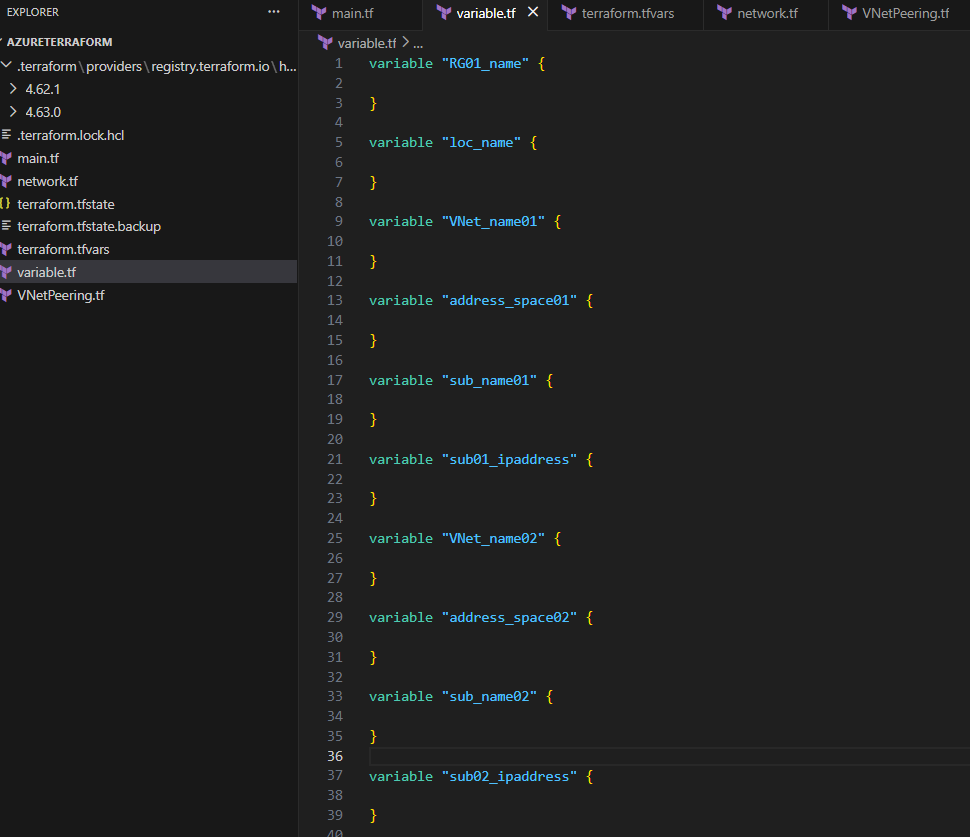 EXPLORER
...
AZURETERRAFORM
.terraform\providers\registry.terraform.io\h...
4.62.1
4.63.0
.terraform.lock.hcl
main.tf
network.tf
{} terraform.tfstate
terraform.tfstate.backup
terraform.tfvars
variable.tf
VNetPeering.tf
main.tf
variable.tf
terraform.tfvars
network.tf
VNetPeering.tf
variable.tf > ...
1 variable "RG01_name" {
2
3 }
4
5 variable "loc_name" {
6
7 }
8
9 variable "VNet_name01" {
10
11 }
12
13 variable "address_space01" {
14
15 }
16
17 variable "sub_name01" {
18
19 }
20
21 variable "sub01_ipaddress" {
22
23 }
24
25 variable "VNet_name02" {
26
27 }
28
29 variable "address_space02" {
30
31 }
32
33 variable "sub_name02" {
34
35 }
36
37 variable "sub02_ipaddress" {
38
39 }
40